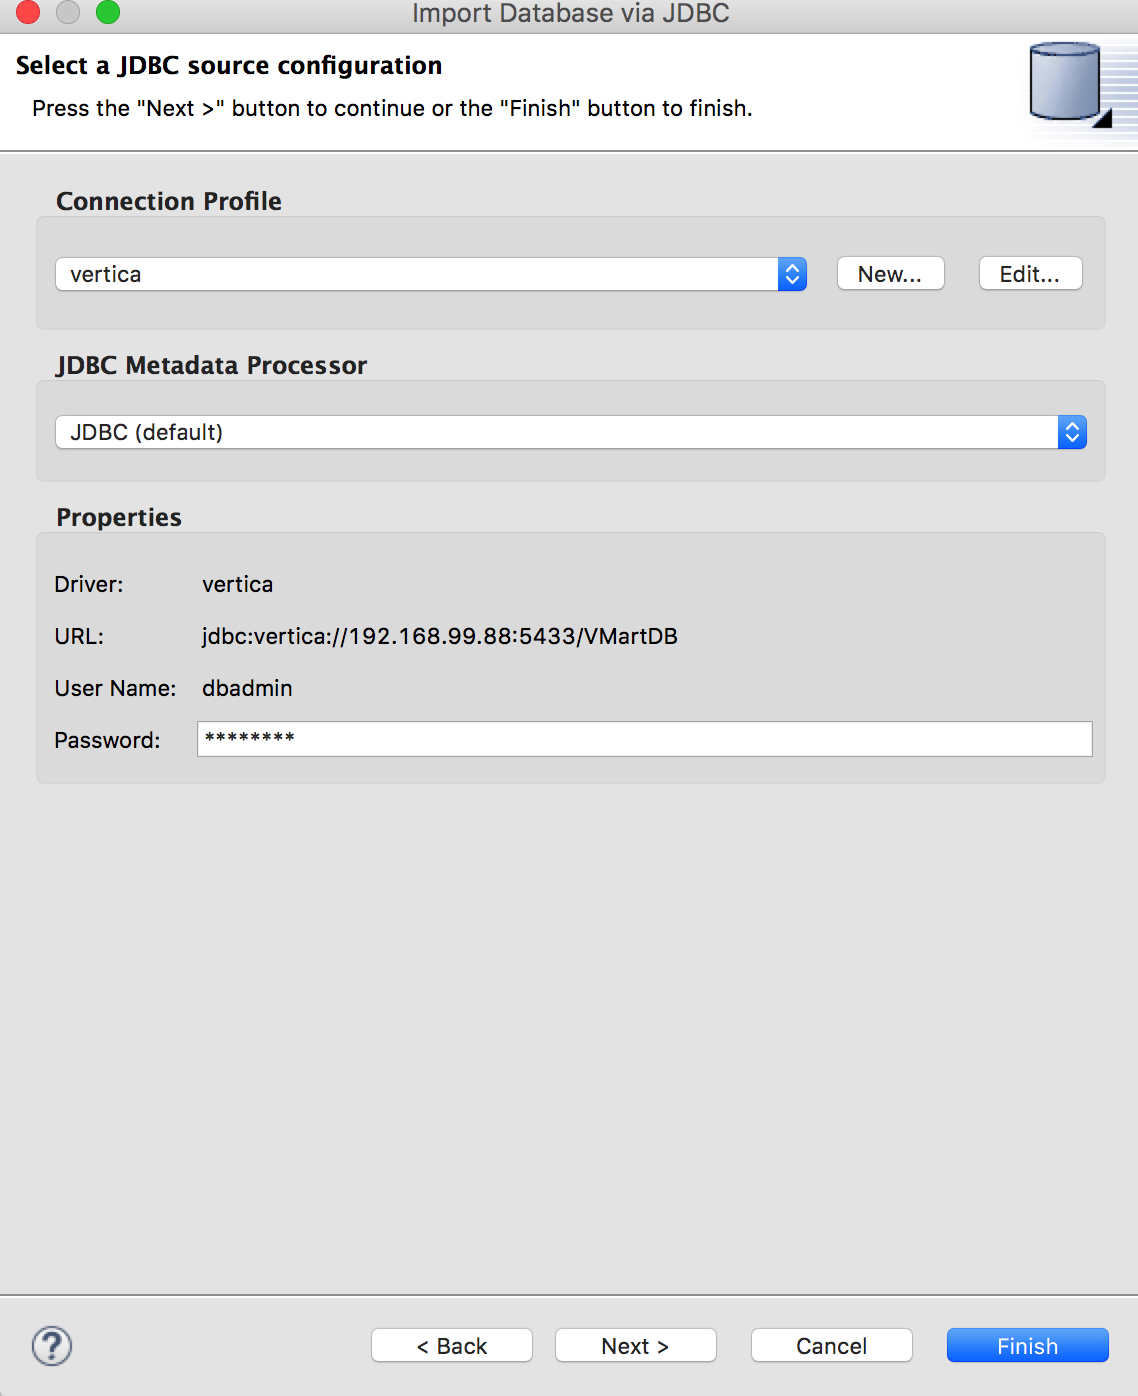 Import Database via JDBC
Select a JDBC source configuration
Press the "Next >" button to continue or the "Finish" button to finish.
Connection Profile
vertica
New...
Edit...
JDBC Metadata Processor
JDBC (default)
Properties
Driver: vertica
URL: jdbc:vertica://192.168.99.88:5433/VMartDB
User Name: dbadmin
Password: ********
? < Back Next > Cancel Finish